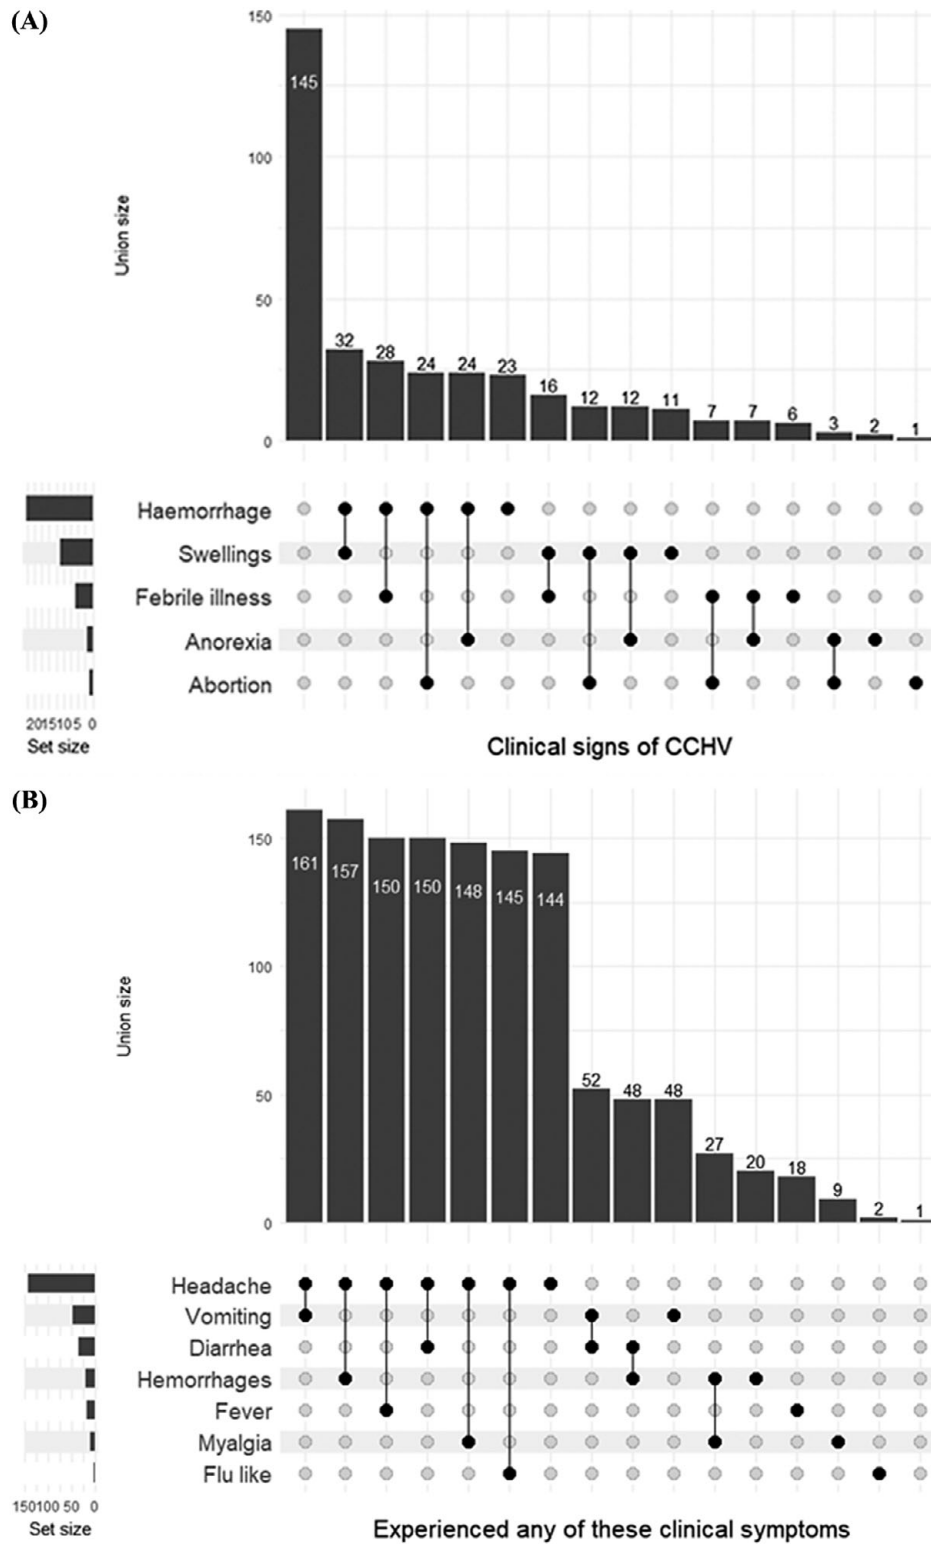 (A)
150
145
100
Union size
50
32
28
24
24
23
16
12
12
11
7
7
6
3
2
1
0
Haemorrhage
Swellings
Febrile illness
Anorexia
Abortion
20151050
Set size
Clinical signs of CCHV
(B)
150
161
157
150
150
148
145
144
100
Union size
50
52
48
48
27
20
18
9
2
1
0
Headache
Vomiting
Diarrhea
Hemorrhages
Fever
Myalgia
Flu like
150100 50 0
Set size
Experienced any of these clinical symptoms